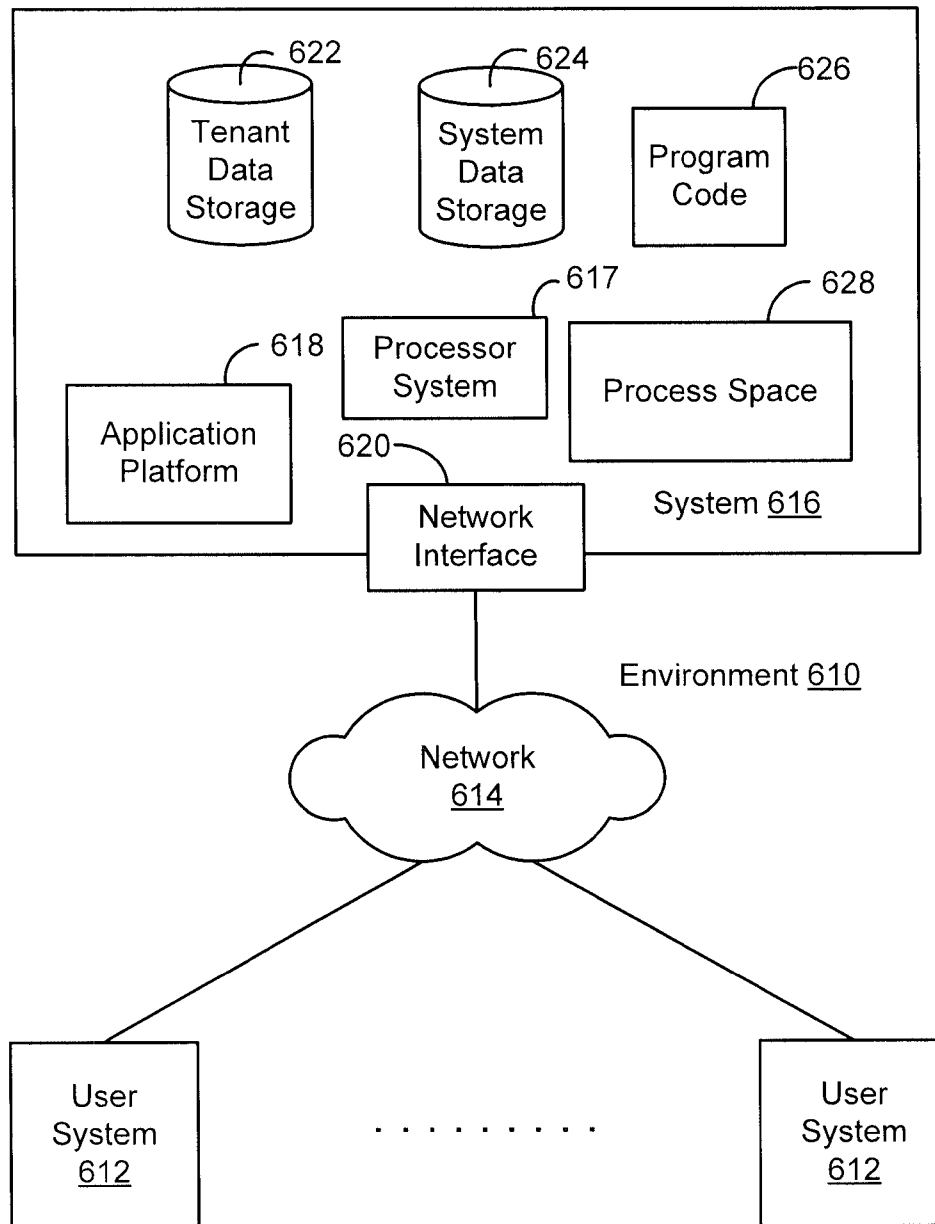 622
624
626
Tenant
Data
Storage
System
Data
Storage
Program
Code
617
628
618
Processor
System
Process Space
Application
Platform
620
Network
Interface
System 616
Environment 610
Network
614
User
System
612
. . . . . . . . .
User
System
612